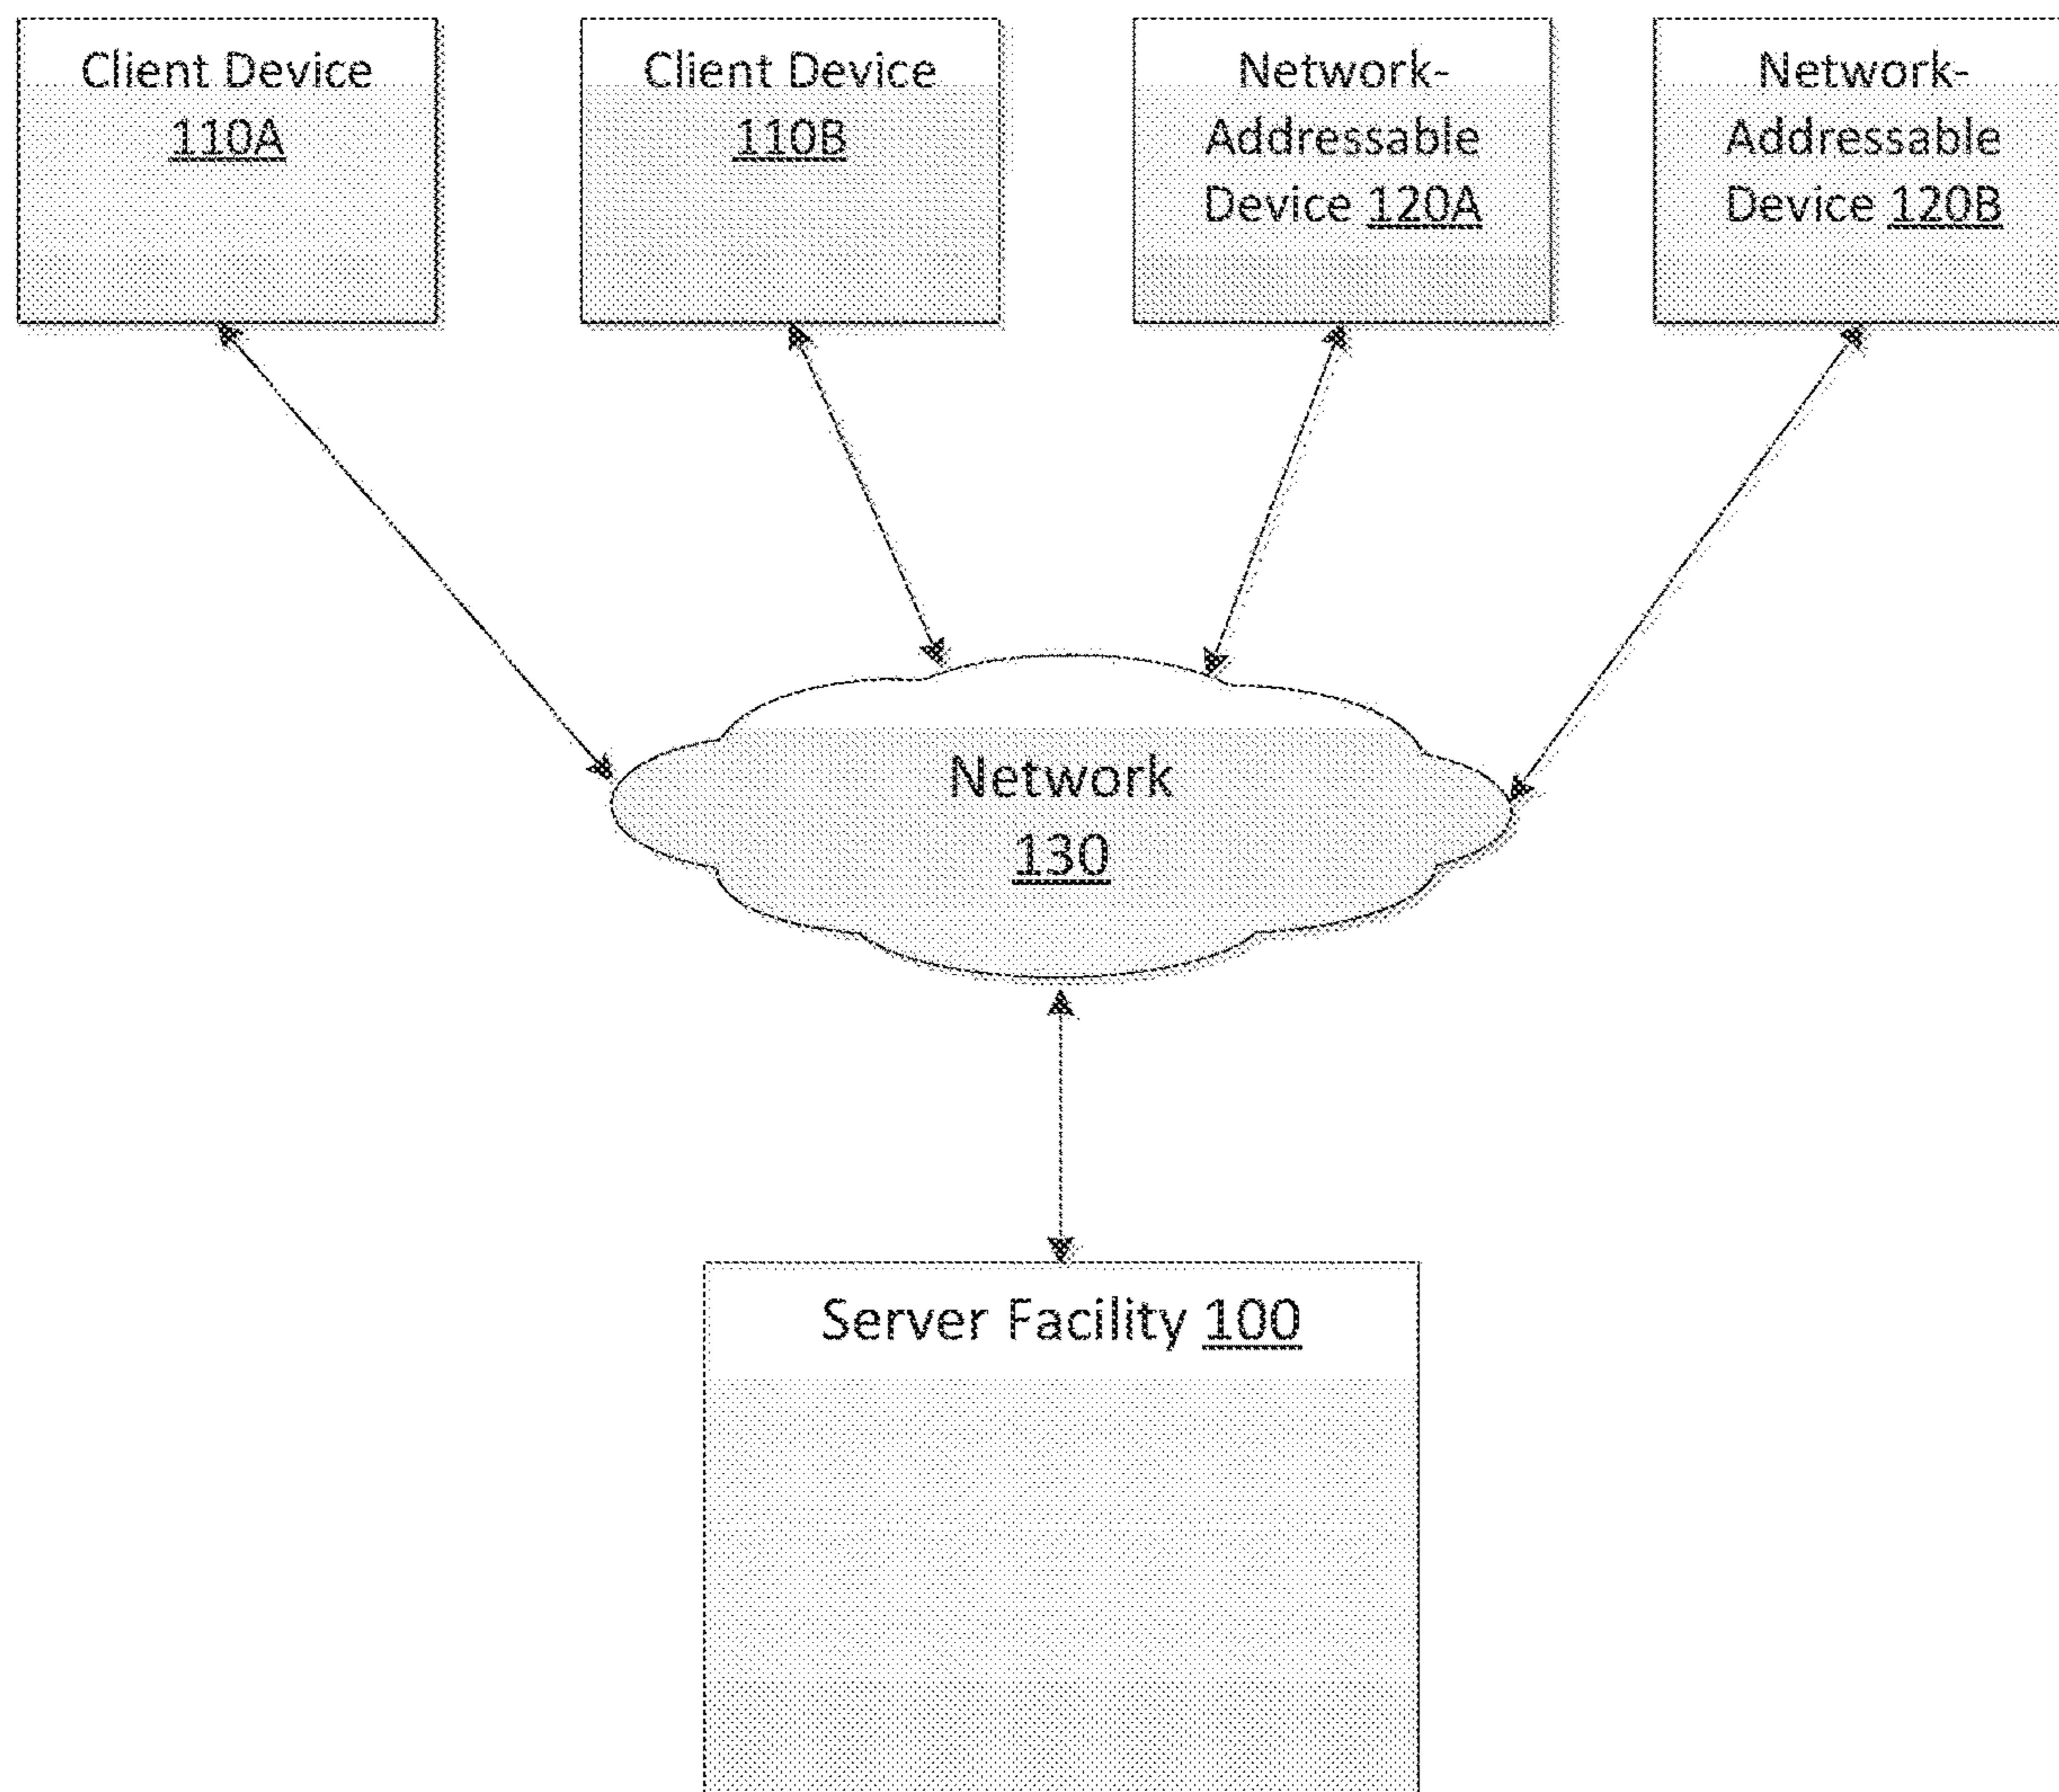 Client Device
110A
Client Device
110B
Network-
Addressable
Device 120A
Network-
Addressable
Device 120B
Network
130
Server Facility 100